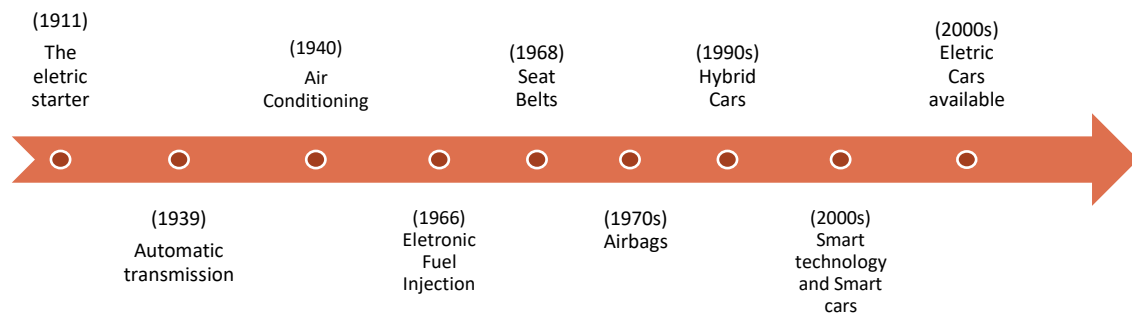 (1911)
The
eletric
starter
(1939)
Automatic
transmission
(1940)
Air
Conditioning
(1966)
Eletronic
Fuel
Injection
(1968)
Seat
Belts
(1970s)
Airbags
(1990s)
Hybrid
Cars
(2000s)
Smart
technology
and Smart
cars
(2000s)
Eletric
Cars
available